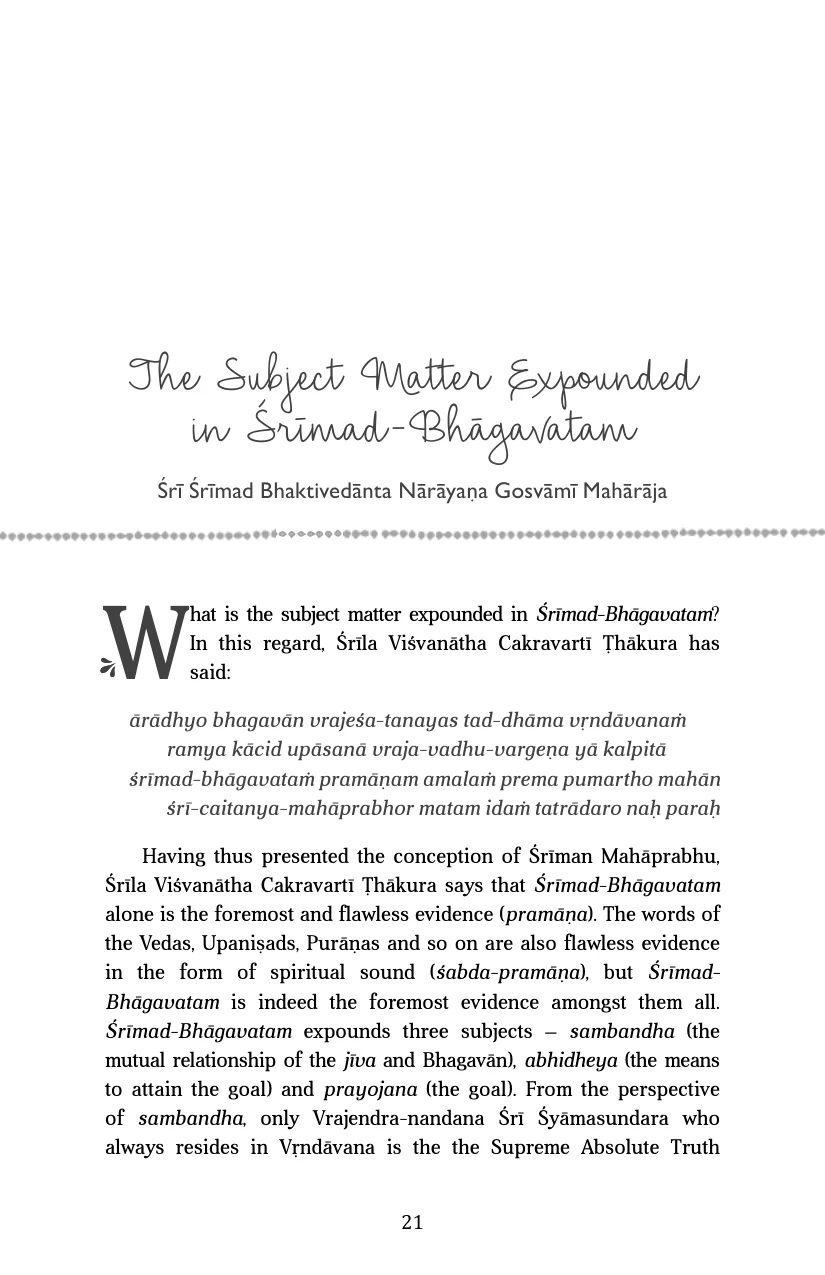 The Subject Matter Expounded
in Śrīmad-Bhāgavatam
Śrī Śrīmad Bhaktivedānta Nārāyaṇa Gosvāmī Mahārāja
What is the subject matter expounded in Śrīmad-Bhāgavatam?
In this regard, Śrīla Viśvanātha Cakravartī Ṭhākura has
said:
ārādhyo bhagavān vrajeśa-tanayas tad-dhāma vṛndāvanaṁ
ramya kācid upāsanā vraja-vadhu-vargeṇa yā kalpitā
śrīmad-bhāgavataṁ pramāṇam amalaṁ prema pumartho mahān
śrī-caitanya-mahāprabhor matam idaṁ tatrādaro naḥ paraḥ
Having thus presented the conception of Śrīman Mahāprabhu,
Śrīla Viśvanātha Cakravartī Ṭhākura says that Śrīmad-Bhāgavatam
alone is the foremost and flawless evidence (pramāṇa). The words of
the Vedas, Upaniṣads, Purāṇas and so on are also flawless evidence
in the form of spiritual sound (śabda-pramāṇa), but Śrīmad-
Bhāgavatam is indeed the foremost evidence amongst them all.
Śrīmad-Bhāgavatam expounds three subjects – sambandha (the
mutual relationship of the jīva and Bhagavān), abhidheya (the means
to attain the goal) and prayojana (the goal). From the perspective
of sambandha, only Vrajendra-nandana Śrī Śyāmasundara who
always resides in Vṛndāvana is the the Supreme Absolute Truth
21